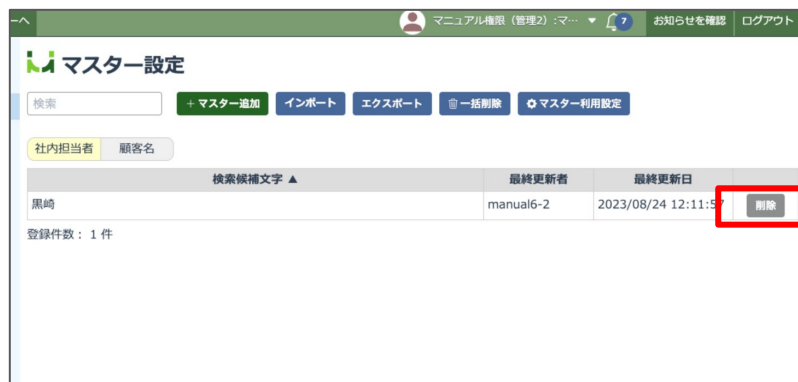 ーへ マニュアル権限（管理2）:マ… ▼ 7 お知らせを確認 ログアウト
マスター設定
検索 + マスター追加 インポート エクスポート 一括削除 マスター利用設定
社内担当者 顧客名
検索候補文字 ▲ 最終更新者 最終更新日
黒崎 manual6-2 2023/08/24 12:11:57 削除
登録件数： 1 件